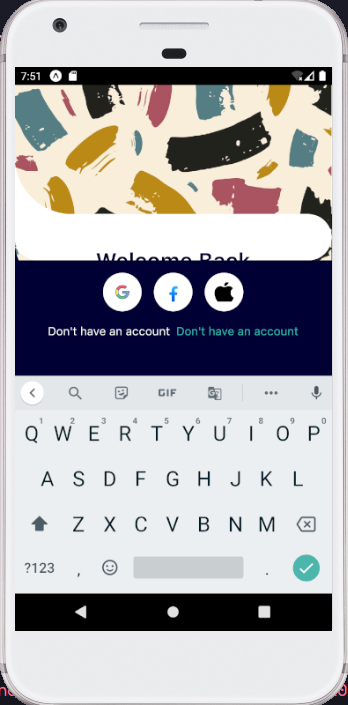 7:51
Welcome Back
Don't have an account Don't have an account
GIF
1 2 3 4 5 6 7 8 9 0
Q W E R T Y U I O P
A S D F G H J K L
Z X C V B N M
?123 , .